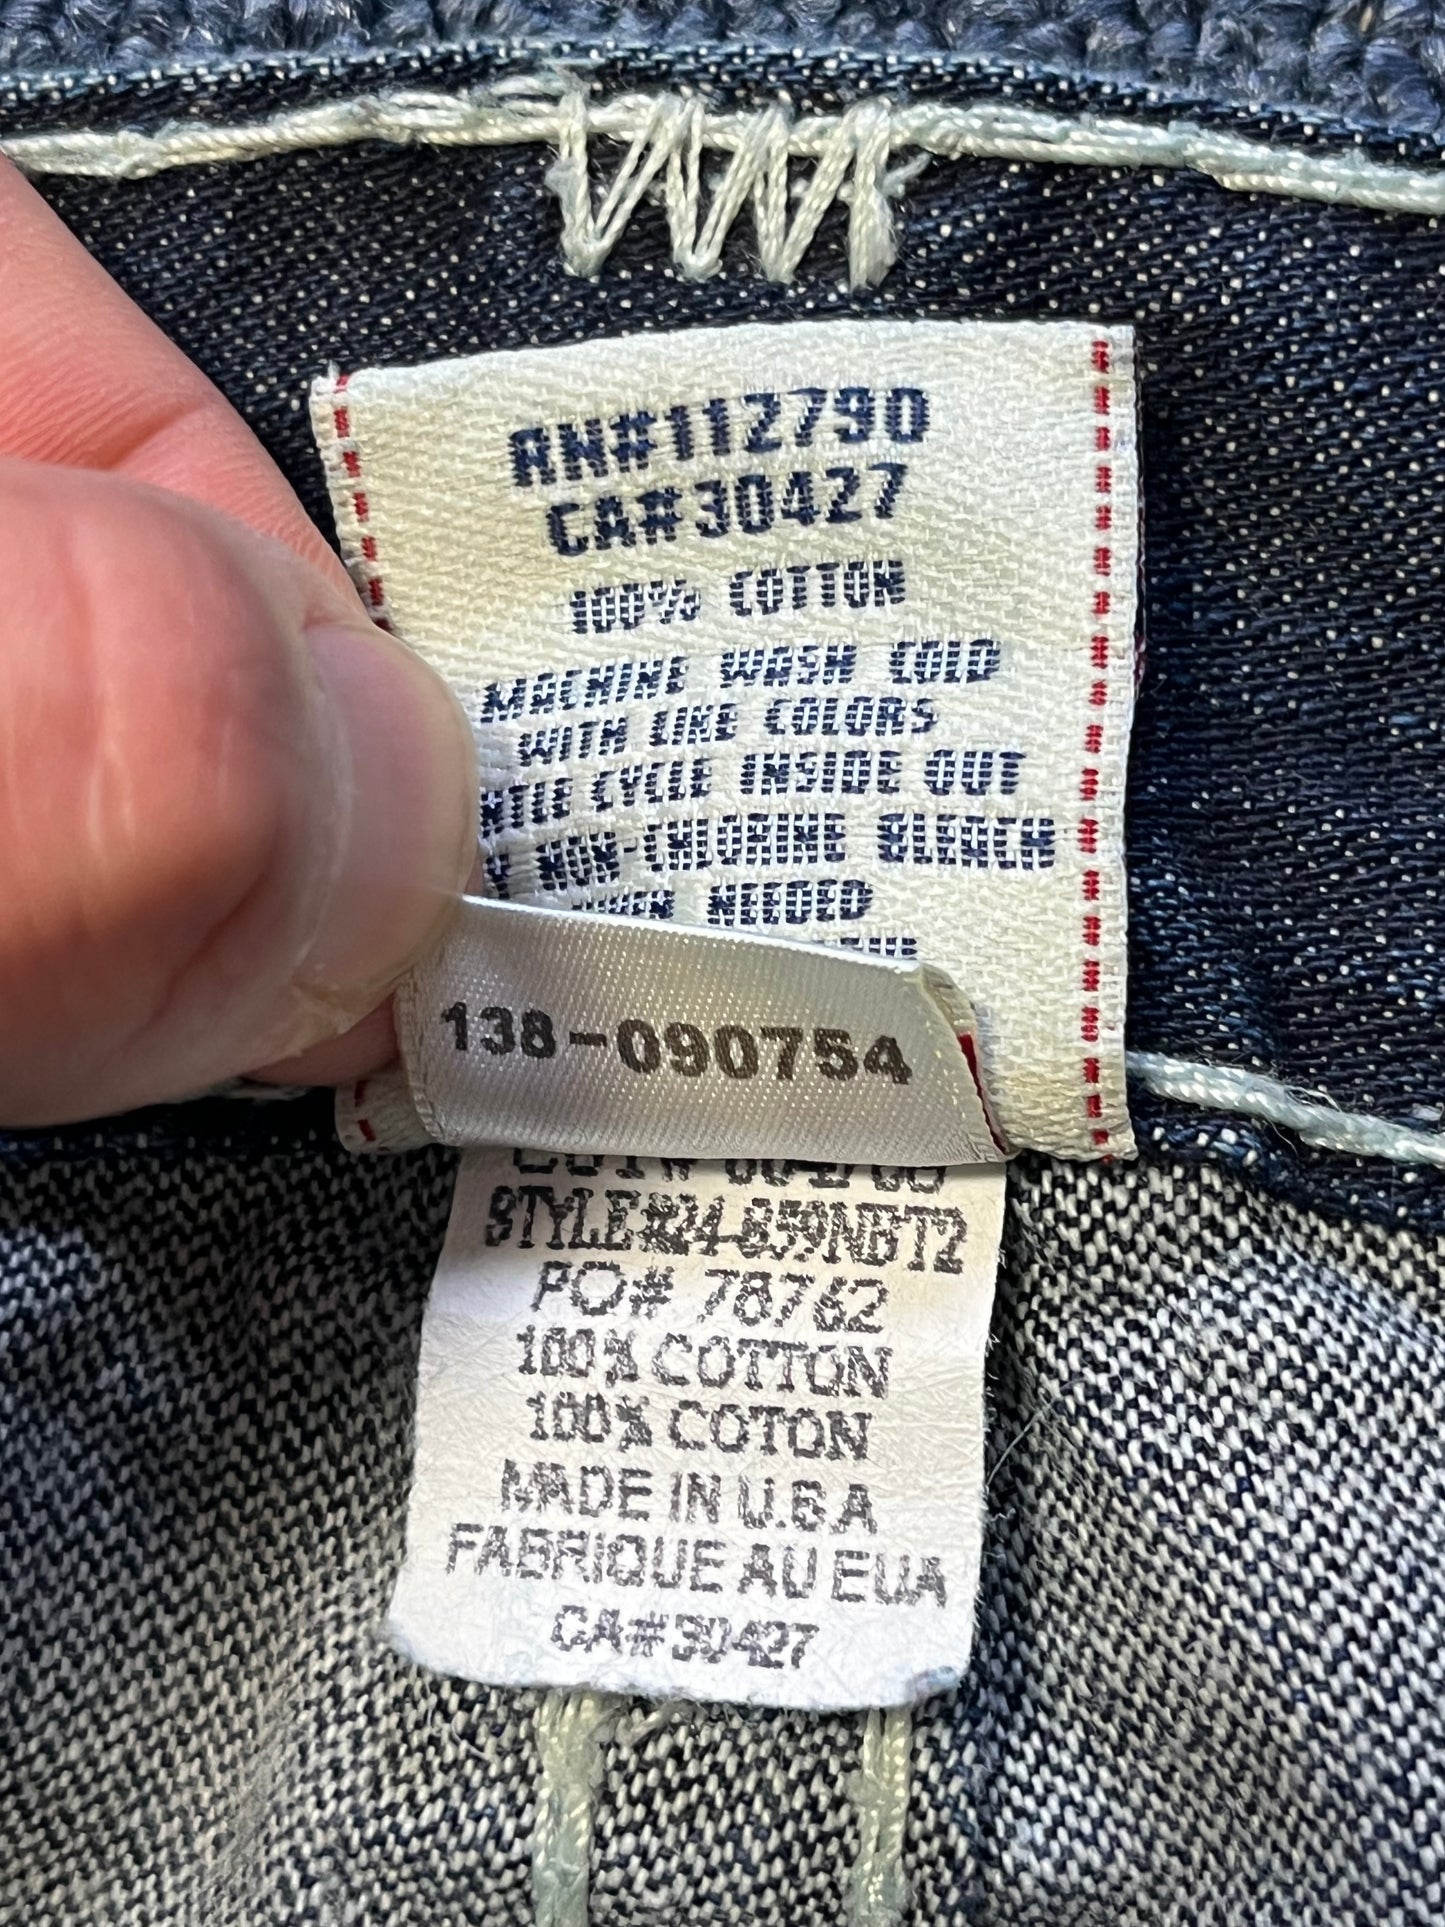 RN#112790
CA#30427
100% COTTON
MACHINE WASH COLD
WITH LIKE COLORS
CYCLE INSIDE OUT
NON-CHLORINE BLEACH
NEEDED
138-090754
CUT#
STYLE#24-859NBT2
PO# 78762
100% COTTON
100% COTON
MADE IN U.S.A
FABRIQUE AU EUA
CA#30427